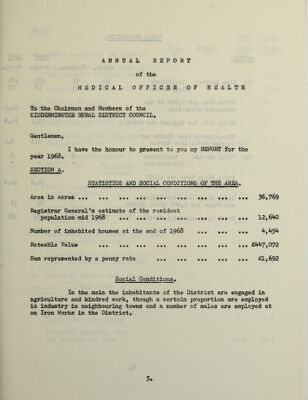 ANNUAL REPORT
of the
MEDICAL OFFICER OF HEALTH
To the Chairman and Members of the
KIDDERMINSTER RURAL DISTRICT COUNCIL.
Gentlemen,
I have the honour to present to you my REPORT for the
year 1968.
SECTION A.
STATISTICS AND SOCIAL CONDITIONS OF THE AREA.
Area in Acres ... ... ... ... ... ... ... ... 36,769
Registrar General's estimate of the resident
population mid 1968 ... ... ... ... ... ... 12,640
Number of inhabited houses at the end of 1968 ... ... ... 4,454
Rateable Value ... ... ... ... ... ... ... £447,072
Sum represented by a penny rate ... ... ... ... ... £1,692
Social Conditions.
In the main the inhabitants of the District are engaged in
agriculture and kindred work, though a certain proportion are employed
in industry in neighbouring towns and a number of males are employed at
an Iron Works in the District.
5.